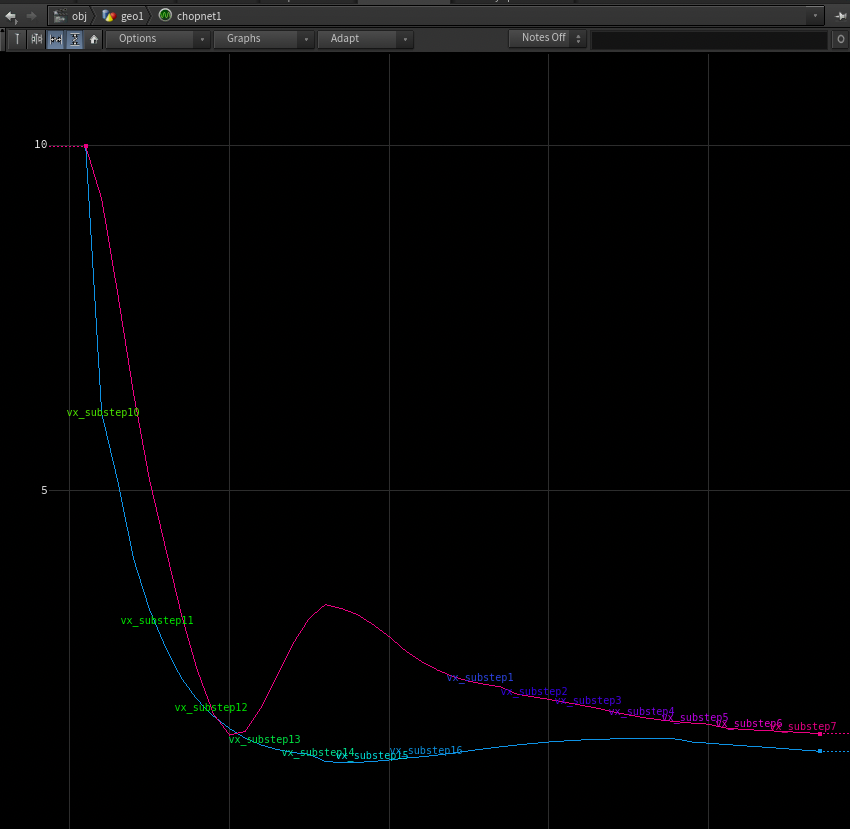 obj geo1 chopnet1
Options Graphs Adapt Notes Off
10
vx_substep10
5
vx_substep11
vx_substep1
vx_substep2
vx_substep3
vx_substep12
vx_substep4
vx_substep5
vx_substep6
vx_substep7
vx_substep13
vx_substep14
vx_substep15
vx_substep16